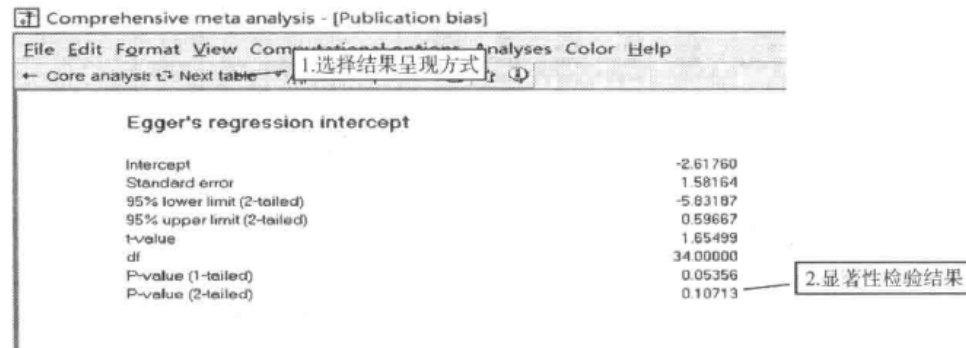 Comprehensive meta analysis - [Publication bias]
File Edit Format View Computational options Analyses Color Help
1.选择结果呈现方式
← Core analysis Next table
Egger's regression intercept
Intercept -2.61760
Standard error 1.58164
95% lower limit (2-tailed) -5.83187
95% upper limit (2-tailed) 0.59667
t-value 1.65499
df 34.00000
P-value (1-tailed) 0.05356
P-value (2-tailed) 0.10713
2.显著性检验结果